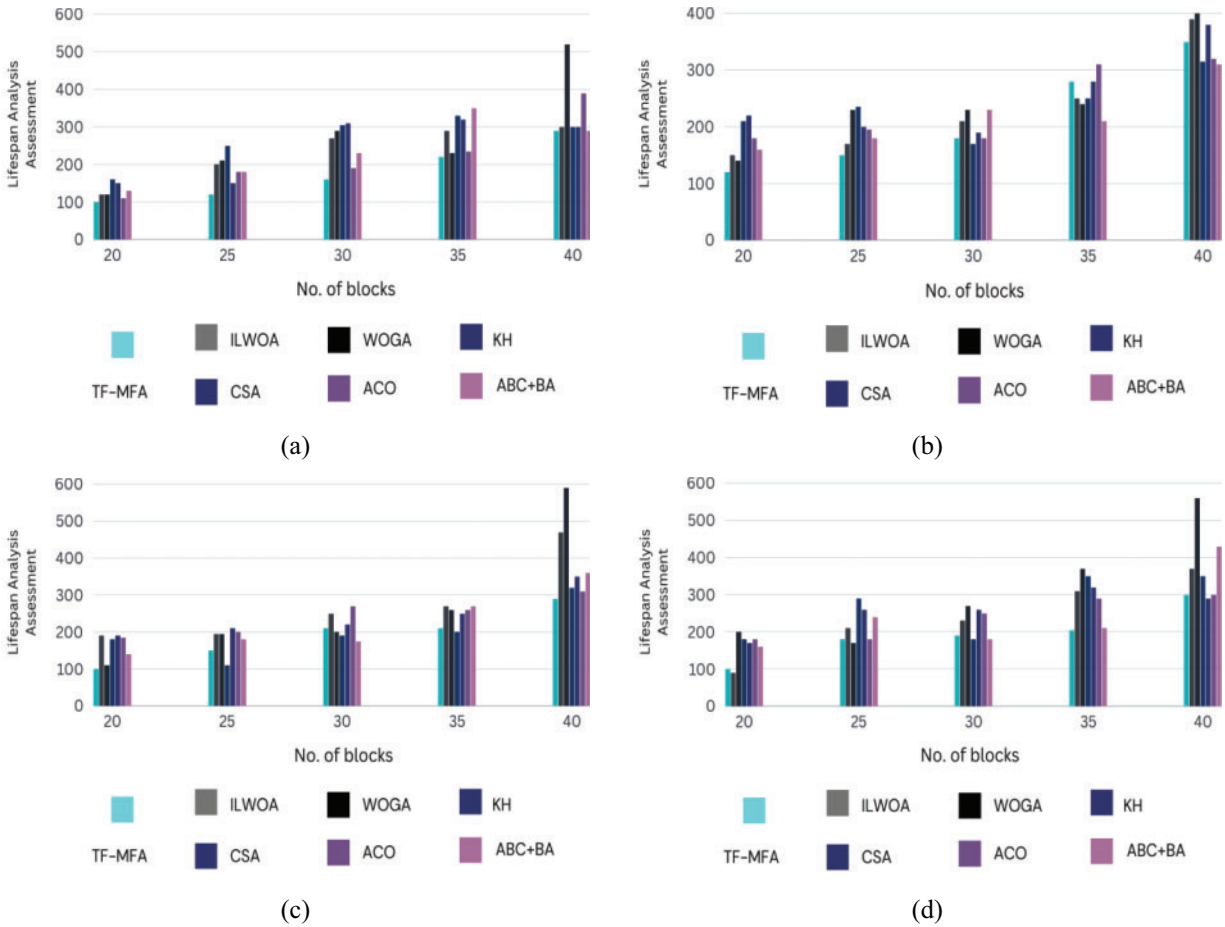 600
500
400
300
200
100
0
Lifespan Analysis
Assessment
20 25 30 35 40
No. of blocks
ILWOA WOGA KH
TF-MFA CSA ACO ABC+BA
(a)
400
300
200
100
0
Lifespan Analysis
Assessment
20 25 30 35 40
No. of blocks
ILWOA WOGA KH
TF-MFA CSA ACO ABC+BA
(b)
600
500
400
300
200
100
0
Lifespan Analysis
Assessment
20 25 30 35 40
No. of blocks
ILWOA WOGA KH
TF-MFA CSA ACO ABC+BA
(c)
600
500
400
300
200
100
0
Lifespan Analysis
Assessment
20 25 30 35 40
No. of blocks
ILWOA WOGA KH
TF-MFA CSA ACO ABC+BA
(d)